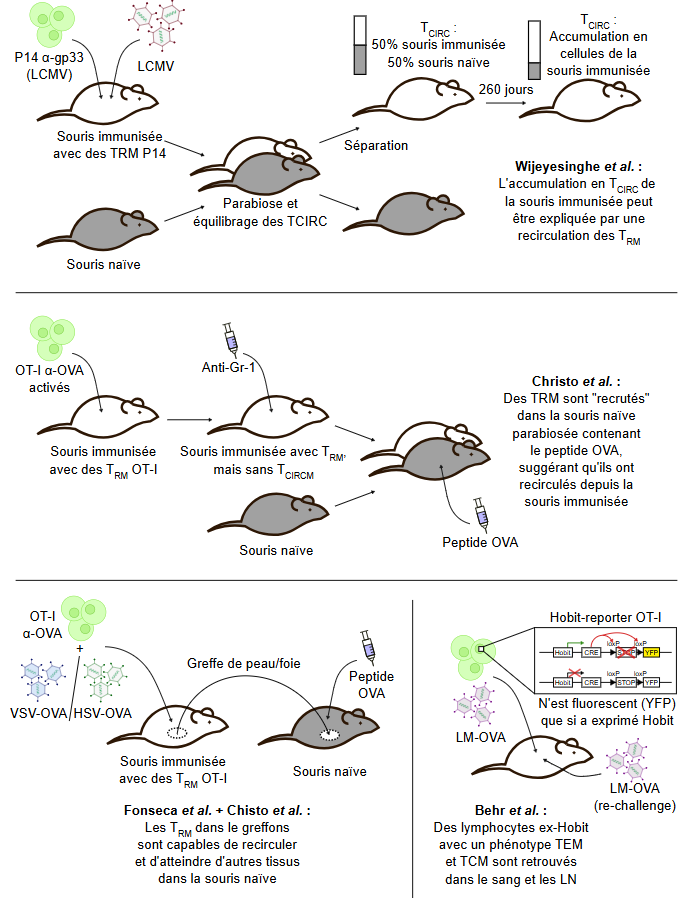 P14 α-gp33
(LCMV)
LCMV
Souris immunisée
avec des TRM P14
Souris naïve
Parabiose et
équilibrage des TCIRC
Séparation
TCIRC :
50% souris immunisée
50% souris naïve
260 jours
TCIRC :
Accumulation en
cellules de la
souris immunisée
Wijeyesinghe et al. :
L'accumulation en TCIRC de
la souris immunisée peut
être expliquée par une
recirculation des TRM
OT-I α-OVA
activés
Souris immunisée
avec des TRM OT-I
Anti-Gr-1
Souris immunisée avec TRM,
mais sans TCIRCM
Souris naïve
Peptide OVA
Christo et al. :
Des TRM sont "recrutés"
dans la souris naïve
parabiosée contenant
le peptide OVA,
suggérant qu'ils ont
recirculés depuis la
souris immunisée
OT-I
α-OVA
+
VSV-OVA/HSV-OVA
Greffe de peau/foie
Peptide
OVA
Souris immunisée
avec des TRM OT-I
Souris naïve
Fonseca et al. + Chisto et al. :
Les TRM dans le greffons
sont capables de recirculer
et d'atteindre d'autres tissus
dans la souris naïve
Hobit-reporter OT-I
loxP loxP
Hobit CRE STOP YFP
loxP
Hobit CRE STOP YFP
N'est fluorescent (YFP)
que si a exprimé Hobit
LM-OVA
LM-OVA
(re-challenge)
Behr et al. :
Des lymphocytes ex-Hobit
avec un phénotype TEM
et TCM sont retrouvés
dans le sang et les LN